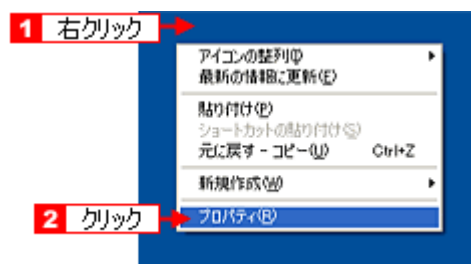 1 右クリック
アイコンの整列(I)
最新の情報に更新(E)
貼り付け(P)
ショートカットの貼り付け(S)
元に戻す - コピー(U) Ctrl+Z
新規作成(W)
2 クリック
プロパティ(R)